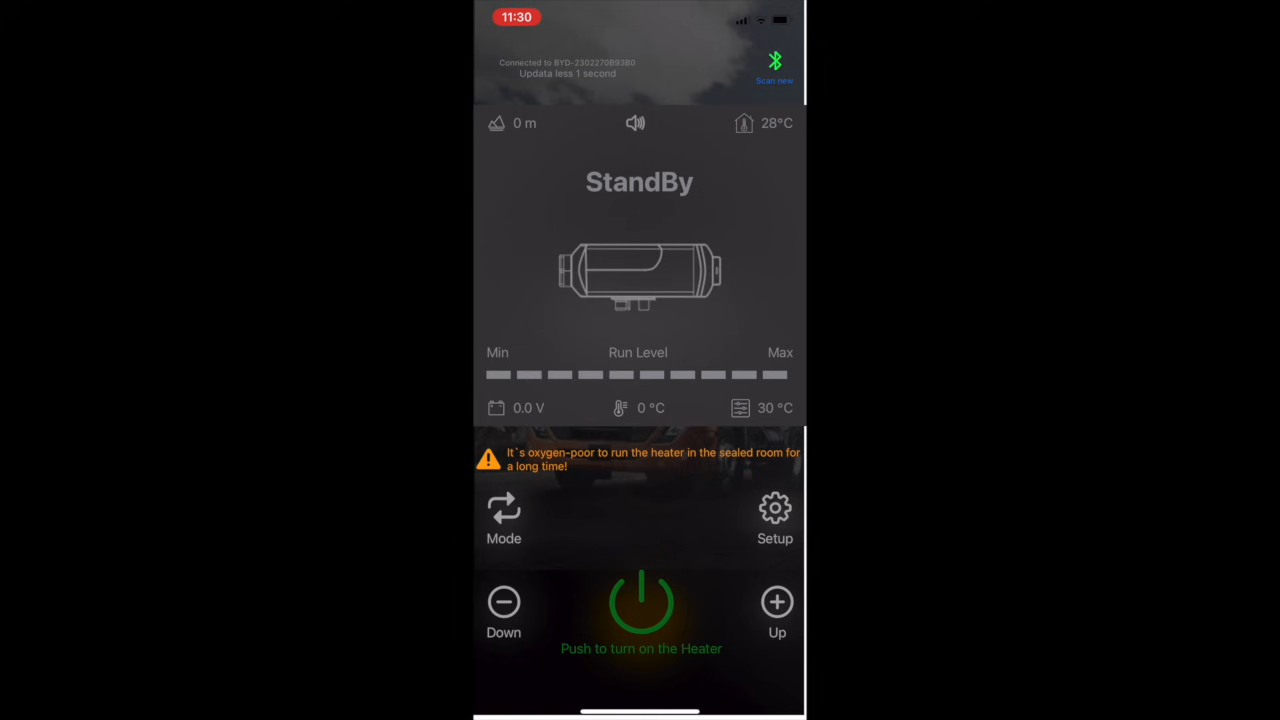 11:30
Connected to BYD-2302270B93B0
Updata less 1 second
Scan new
0 m
28°C
StandBy
Min Run Level Max
0.0 V 0 °C 30 °C
It`s oxygen-poor to run the heater in the sealed room for
a long time!
Mode Setup
Down Up
Push to turn on the Heater